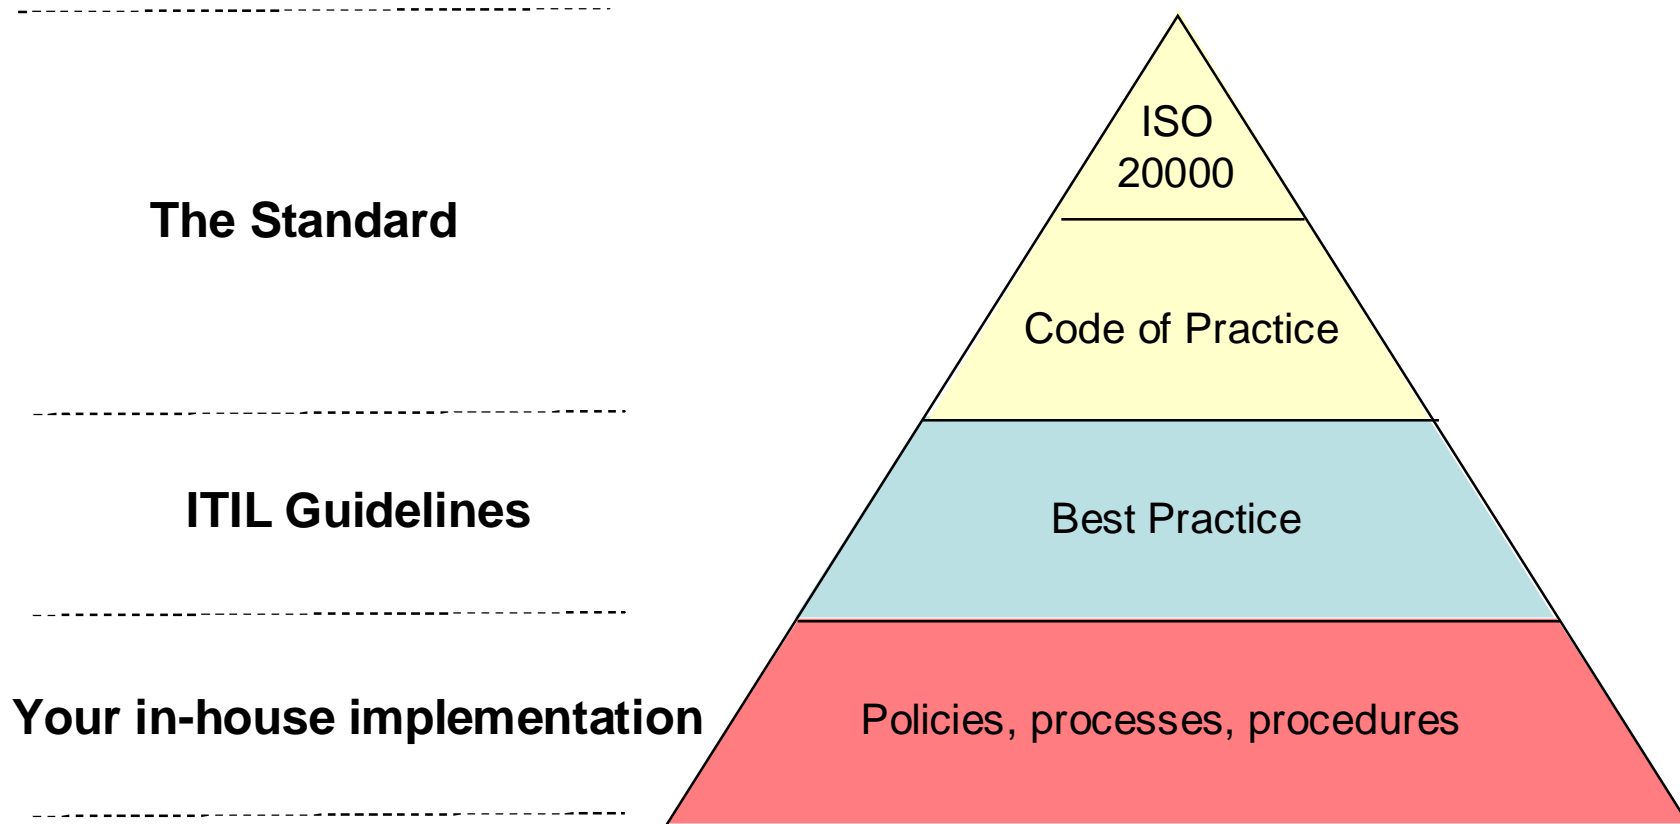 ISO
20000
The Standard
Code of Practice
ITIL Guidelines
Best Practice
Your in-house implementation
Policies, processes, procedures